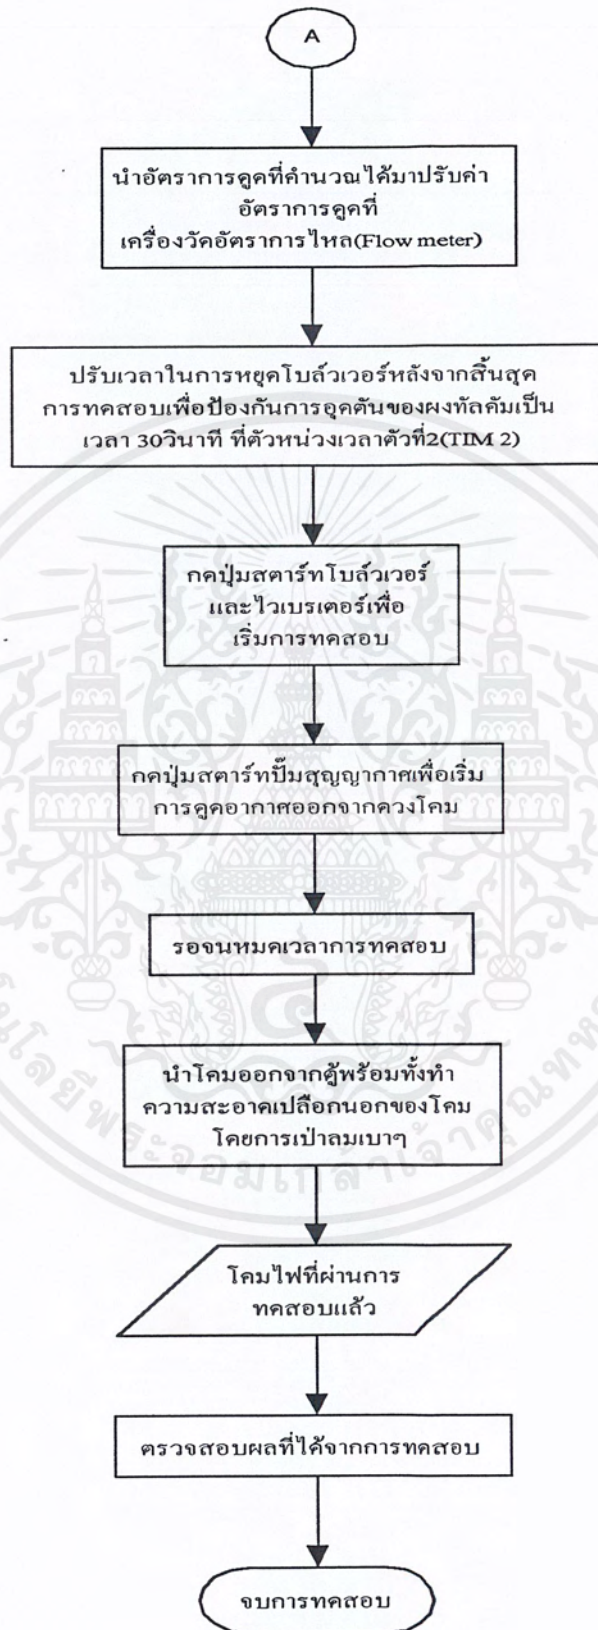 A
นำอัตราการดูดที่คำนวณได้มาปรับค่า
อัตราการดูดที่
เครื่องวัดอัตราการไหล(Flow meter)
ปรับเวลาในการหยุดโบล์วเวอร์หลังจากสิ้นสุด
การทดสอบเพื่อป้องกันการอุดตันของผงทัลคัมเป็น
เวลา 30วินาที ที่ตัวหน่วงเวลาตัวที่2(TIM 2)
กดปุ่มสตาร์ทโบล์วเวอร์
และไวเบรเตอร์เพื่อ
เริ่มการทดสอบ
กดปุ่มสตาร์ทปั๊มสุญญากาศเพื่อเริ่ม
การดูดอากาศออกจากดวงโคม
รอจนหมดเวลาการทดสอบ
นำโคมออกจากตู้พร้อมทั้งทำ
ความสะอาดเปลือกนอกของโคม
โดยการเป่าลมเบาๆ
โคมไฟที่ผ่านการ
ทดสอบแล้ว
ตรวจสอบผลที่ได้จากการทดสอบ
จบการทดสอบ